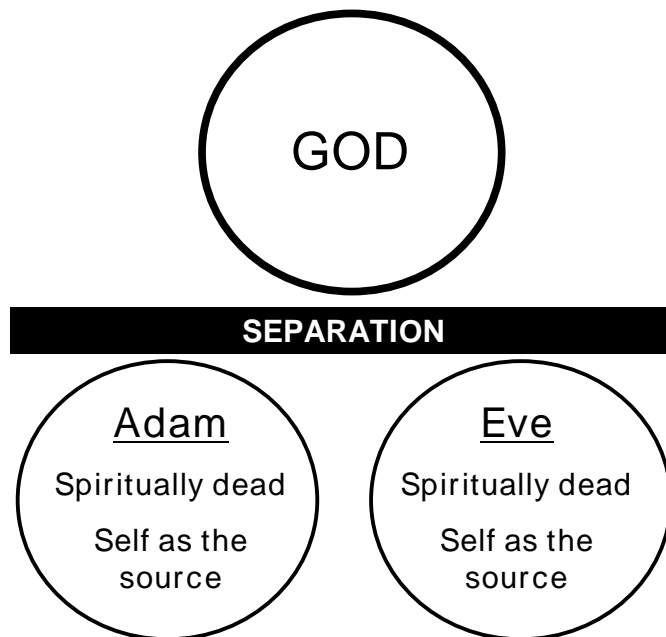 GOD
SEPARATION
Adam
Spiritually dead
Self as the
source
Eve
Spiritually dead
Self as the
source